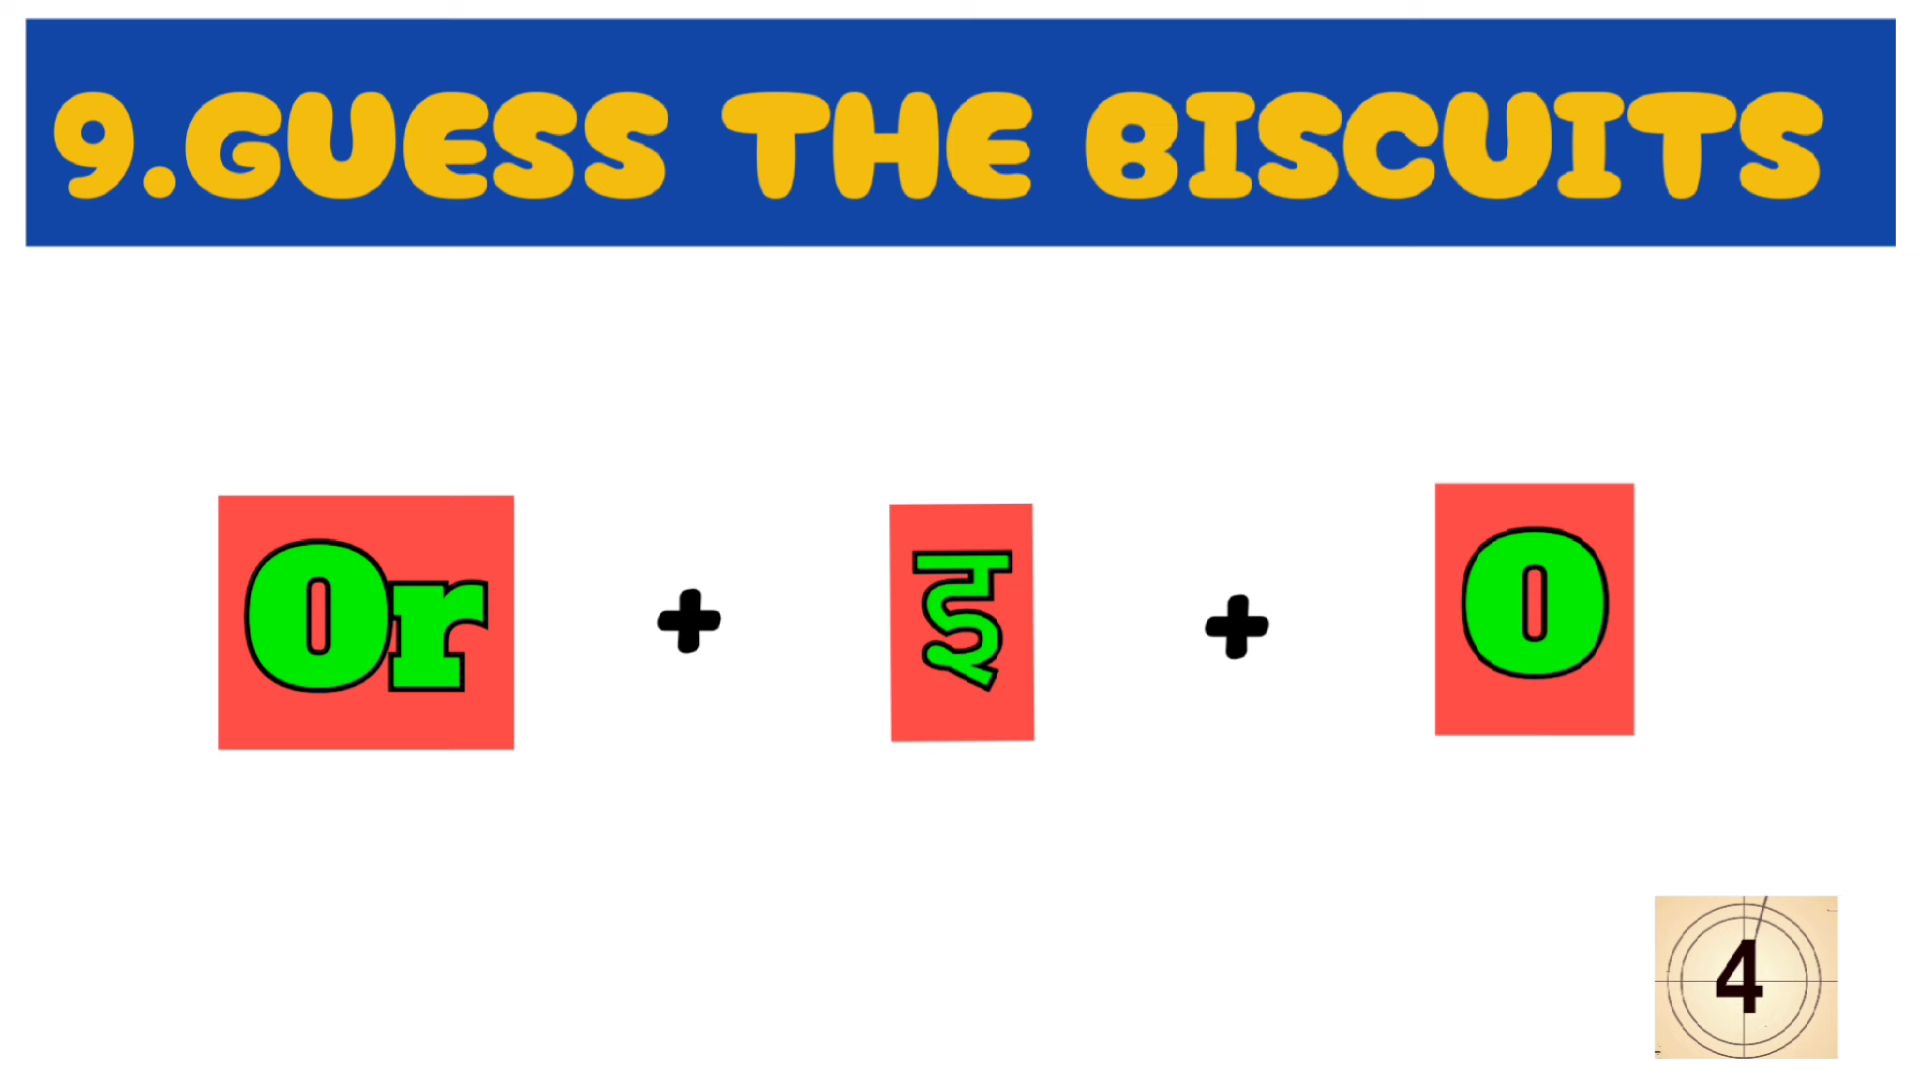 9.GUESS THE BISCUITS
Or + इ + O
4